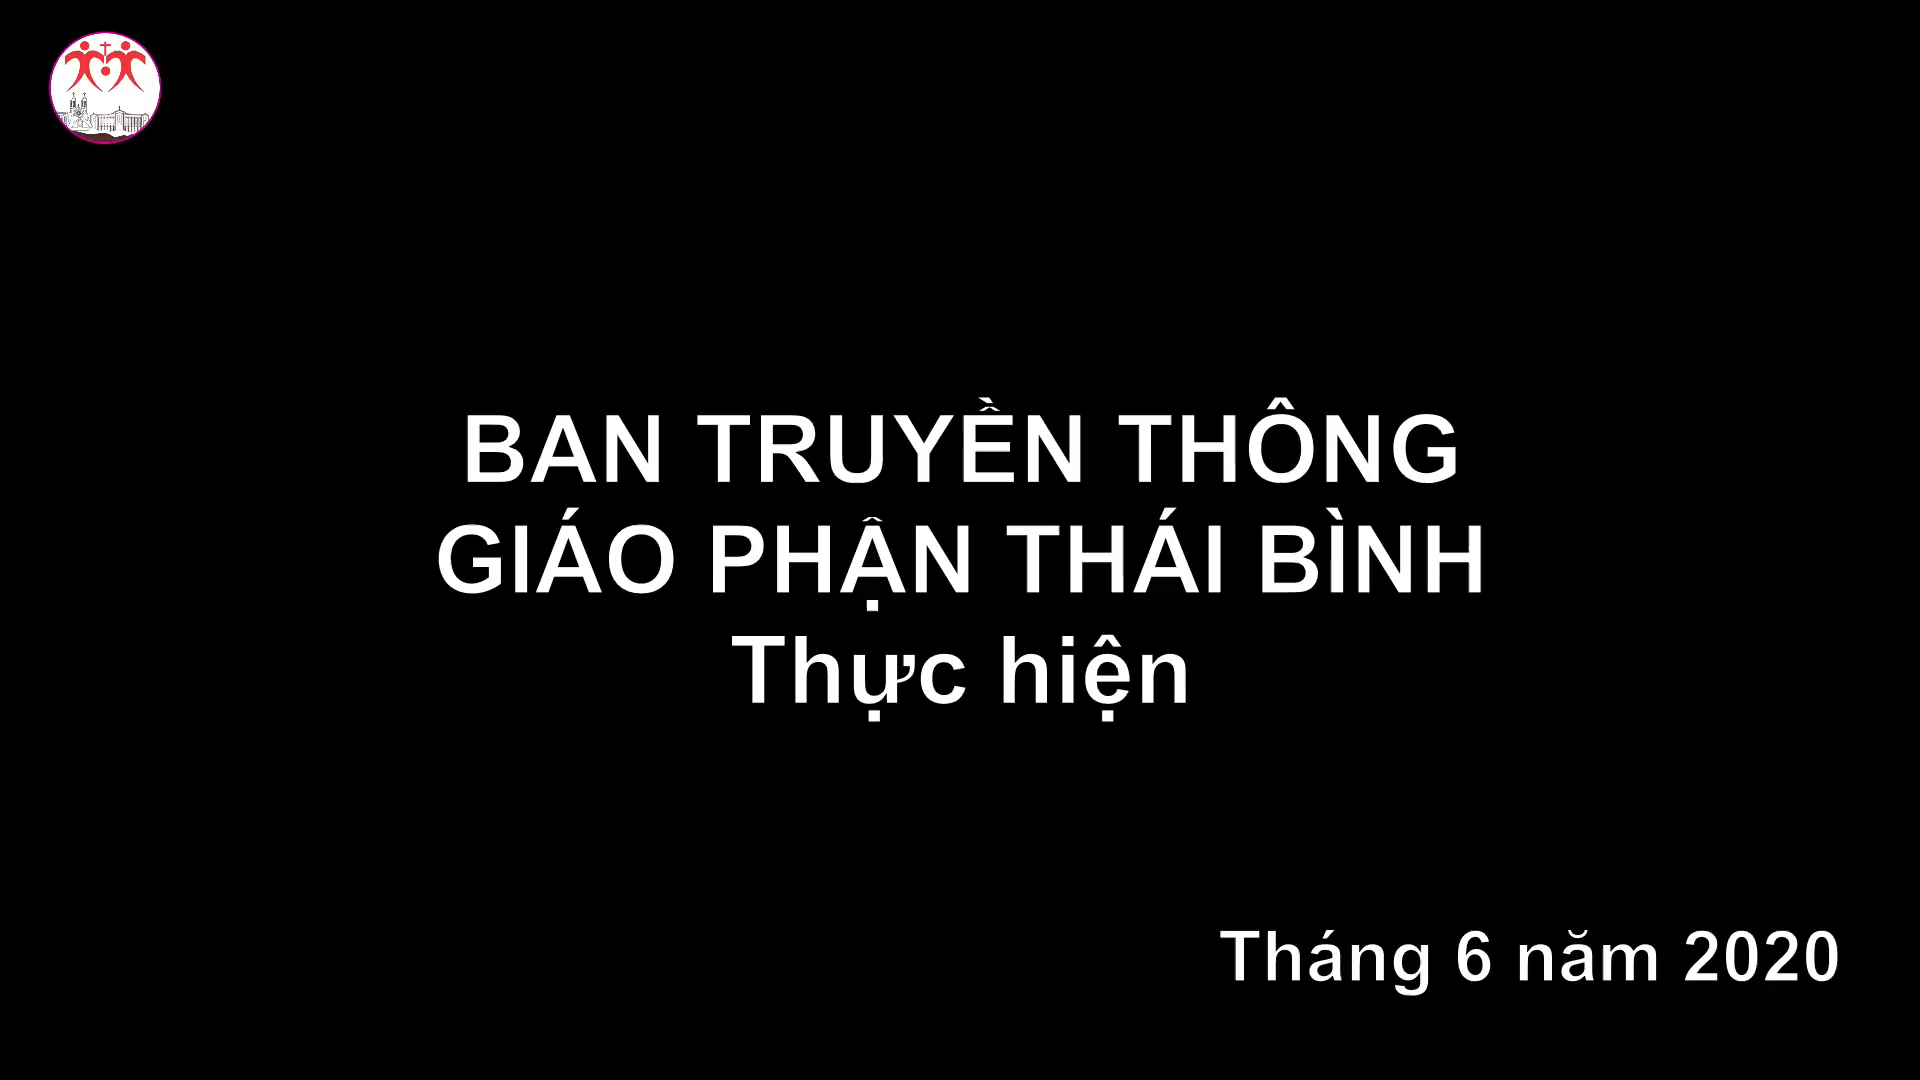 BAN TRUYỀN THÔNG
GIÁO PHẬN THÁI BÌNH
Thực hiện
Tháng 6 năm 2020